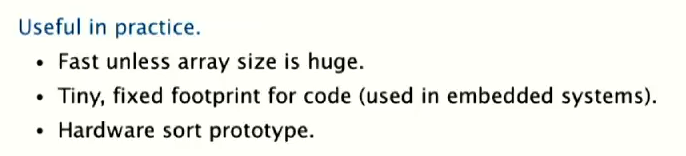 Useful in practice.
• Fast unless array size is huge.
• Tiny, fixed footprint for code (used in embedded systems).
• Hardware sort prototype.